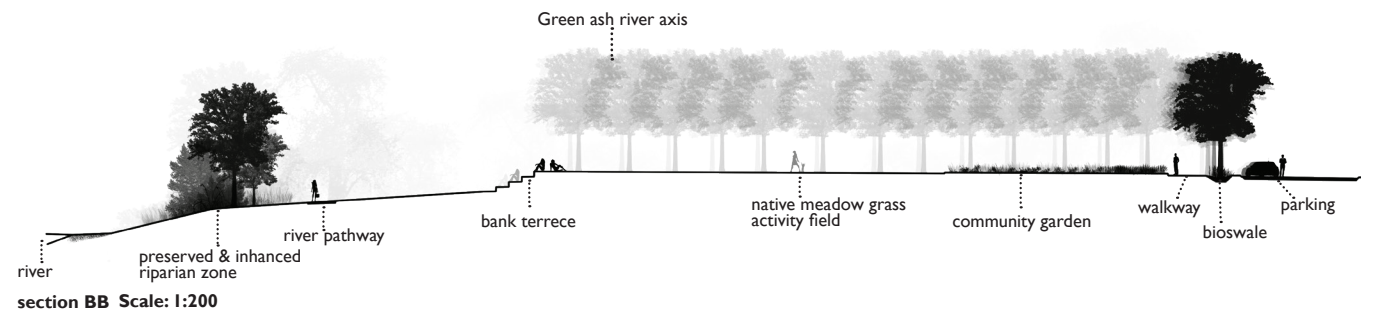 Green ash river axis
native meadow grass
activity field
community garden
walkway
parking
bioswale
bank terrece
river pathway
preserved & inhanced
riparian zone
river
section BB Scale: 1:200